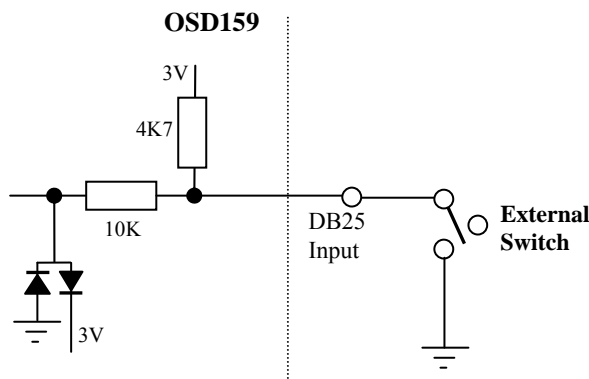 OSD159
3V
4K7
10K
DB25
Input
External
Switch
3V